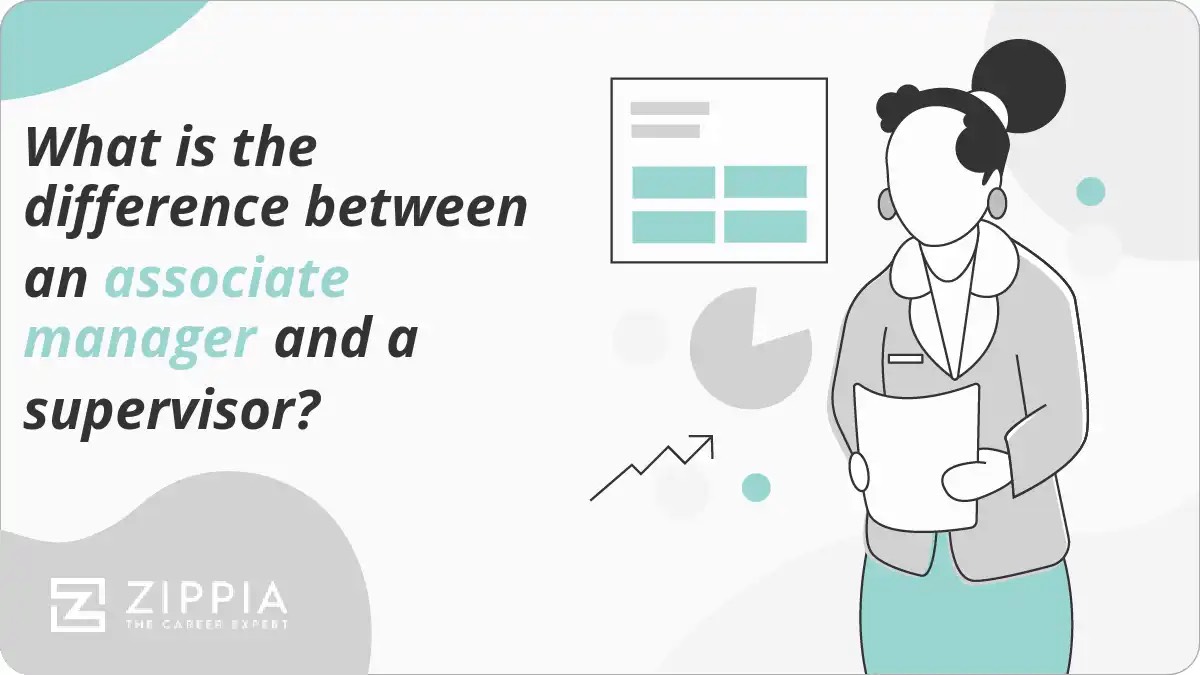 What is the
difference between
an associate
manager and a
supervisor?
ZIPPIA
THE CAREER EXPERT